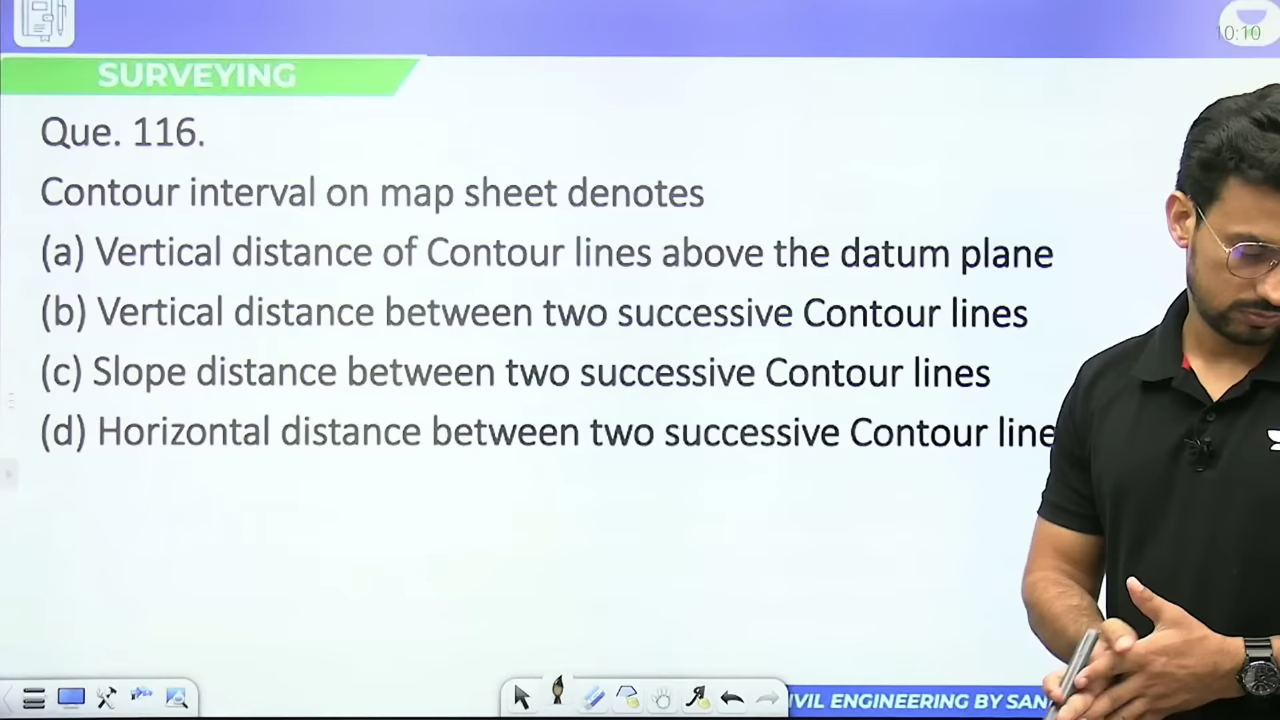 10:10
SURVEYING
Que. 116.
Contour interval on map sheet denotes
(a) Vertical distance of Contour lines above the datum plane
(b) Vertical distance between two successive Contour lines
(c) Slope distance between two successive Contour lines
(d) Horizontal distance between two successive Contour line
IVIL ENGINEERING BY SAN